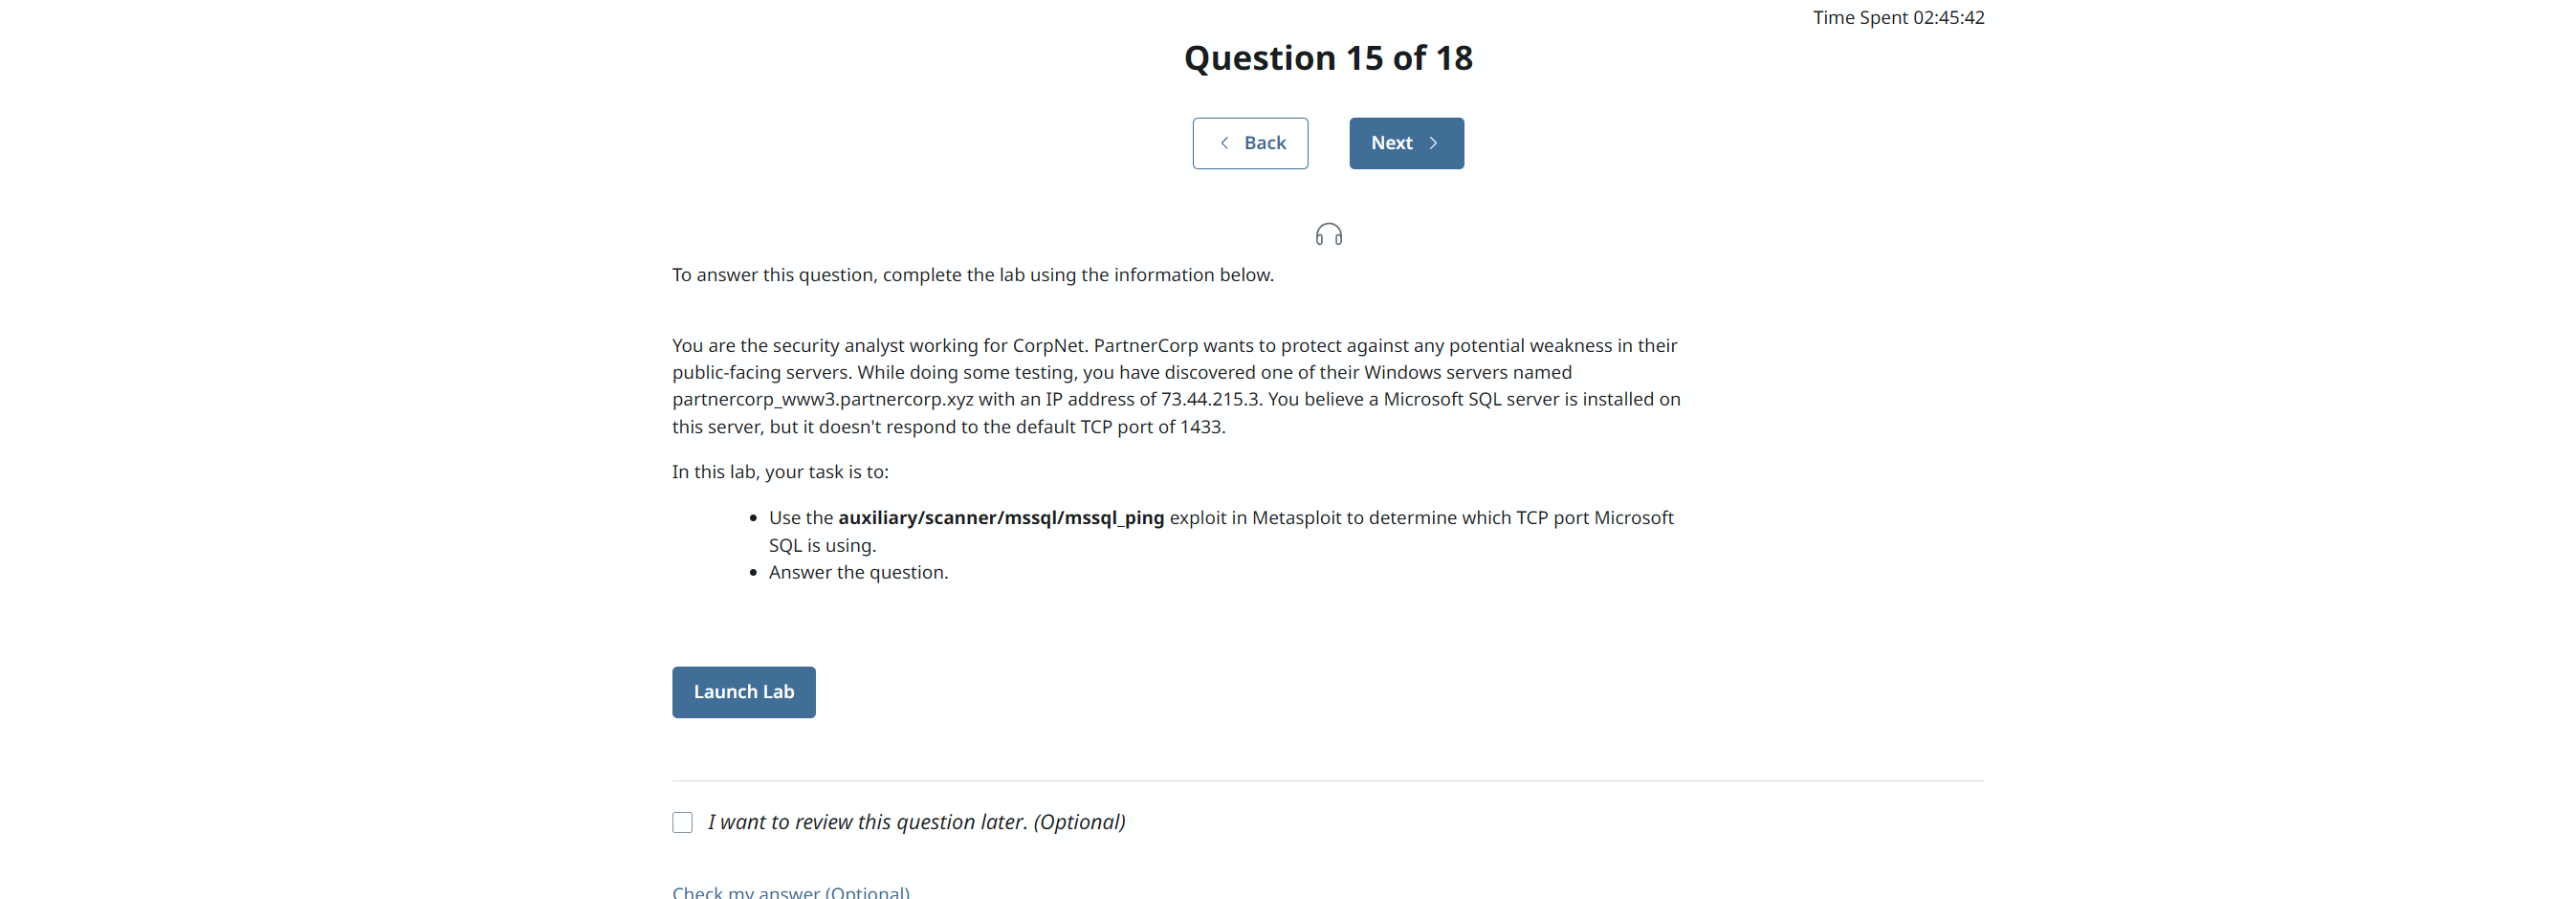 Time Spent 02:45:42
Question 15 of 18
Back
Next
To answer this question, complete the lab using the information below.
You are the security analyst working for CorpNet. PartnerCorp wants to protect against any potential weakness in their
public-facing servers. While doing some testing, you have discovered one of their Windows servers named
partnercorp_www3.partnercorp.xyz with an IP address of 73.44.215.3. You believe a Microsoft SQL server is installed on
this server, but it doesn't respond to the default TCP port of 1433.
In this lab, your task is to:
• Use the auxiliary/scanner/mssql/mssql_ping exploit in Metasploit to determine which TCP port Microsoft
SQL is using.
• Answer the question.
Launch Lab
I want to review this question later. (Optional)
Check my answer (Optional)